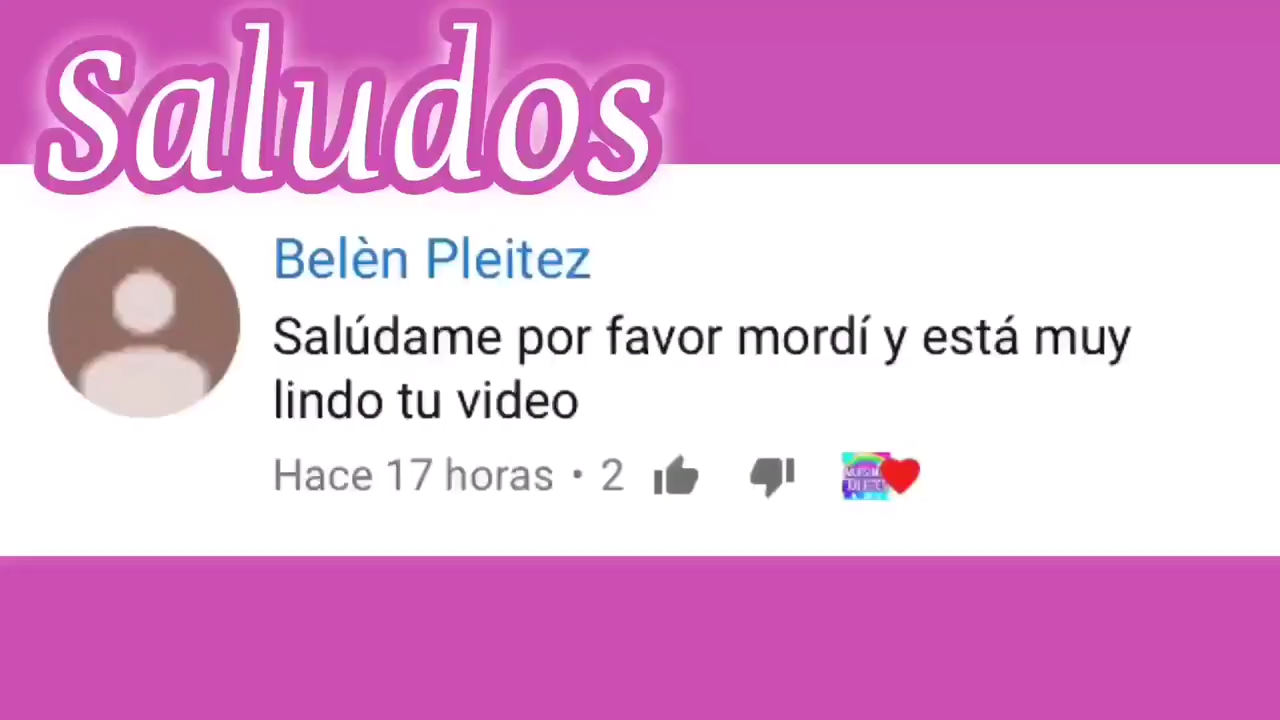 Saludos
Belèn Pleitez
Salúdame por favor mordí y está muy
lindo tu video
Hace 17 horas • 2